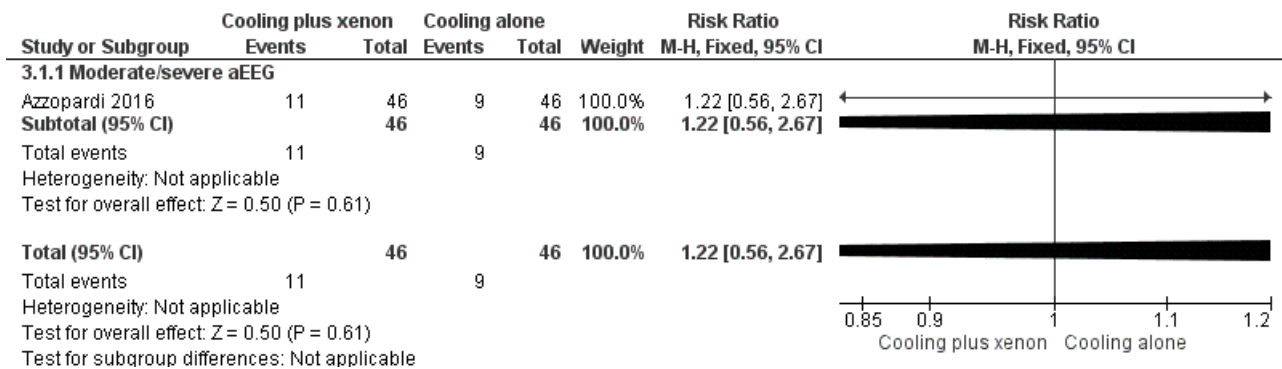 Cooling plus xenon Cooling alone Risk Ratio Risk Ratio
Study or Subgroup Events Total Events Total Weight M-H, Fixed, 95% CI M-H, Fixed, 95% CI
3.1.1 Moderate/severe aEEG
Azzopardi 2016 11 46 9 46 100.0% 1.22 [0.56, 2.67]
Subtotal (95% CI) 46 46 100.0% 1.22 [0.56, 2.67]
Total events 11 9
Heterogeneity: Not applicable
Test for overall effect: Z = 0.50 (P = 0.61)
Total (95% CI) 46 46 100.0% 1.22 [0.56, 2.67]
Total events 11 9
Heterogeneity: Not applicable
Test for overall effect: Z = 0.50 (P = 0.61)
Test for subgroup differences: Not applicable
0.85 0.9 1 1.1 1.2
Cooling plus xenon Cooling alone